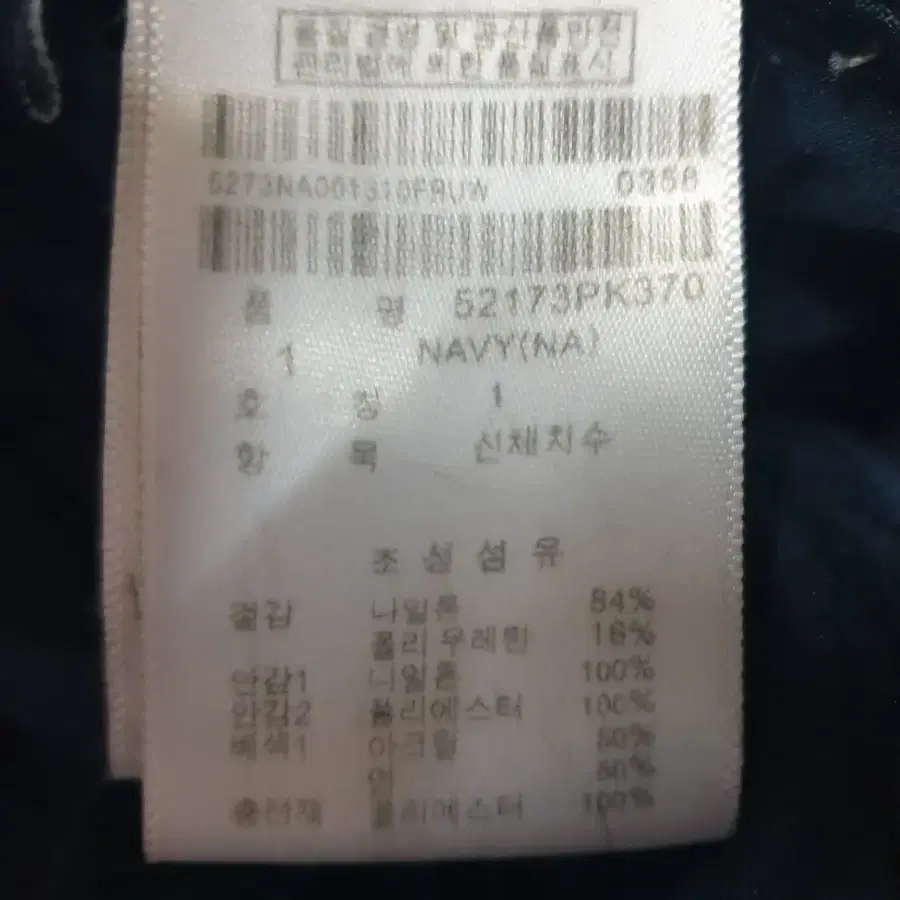 품질경영 및 공산품안전
관리법에 의한 품질표시
5273NA001310FRUW 0358
품 명 52173PK370
1 NAVY(NA)
호 칭 1
항 목 신체치수
조성섬유
겉감 나일론 84%
폴리우레탄 16%
안감1 나일론 100%
안감2 폴리에스터 100%
배색1 아크릴
충전재 폴리에스터 100%